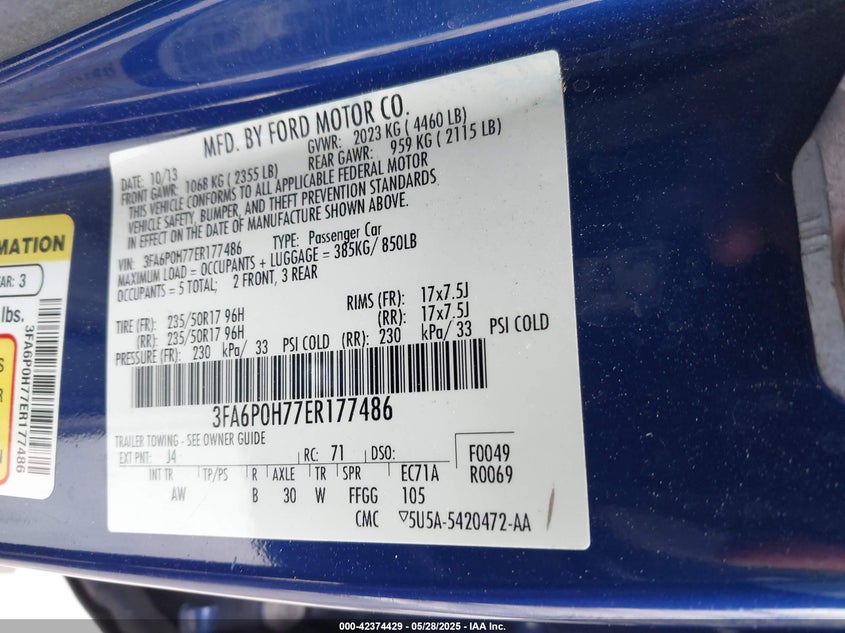 MFD. BY FORD MOTOR CO.
DATE: 10/13
GVWR: 2023 KG ( 4460 LB)
FRONT GAWR: 1068 KG ( 2355 LB)
REAR GAWR: 959 KG ( 2115 LB)
THIS VEHICLE CONFORMS TO ALL APPLICABLE FEDERAL MOTOR
VEHICLE SAFETY, BUMPER, AND THEFT PREVENTION STANDARDS
IN EFFECT ON THE DATE OF MANUFACTURE SHOWN ABOVE.
VIN: 3FA6P0H77ER177486 TYPE: Passenger Car
MAXIMUM LOAD = OCCUPANTS + LUGGAGE = 385KG/ 850LB
OCCUPANTS = 5 TOTAL; 2 FRONT, 3 REAR
TIRE (FR): 235/50R17 96H RIMS (FR): 17x7.5J
(RR): 235/50R17 96H (RR): 17x7.5J
PRESSURE (FR): 230 kPa/ 33 PSI COLD (RR): 230 kPa/ 33 PSI COLD
3FA6P0H77ER177486
TRAILER TOWING - SEE OWNER GUIDE
EXT PNT: J4 RC: 71 DSO: F0049
INT TR TP/PS R AXLE TR SPR EC71A R0069
AW B 30 W FFGG 105
CMC 5U5A-5420472-AA
MATION
AR: 3
lbs.
3FA6P0H77ER177486
000-42374429 - 05/28/2025 - IAA Inc.